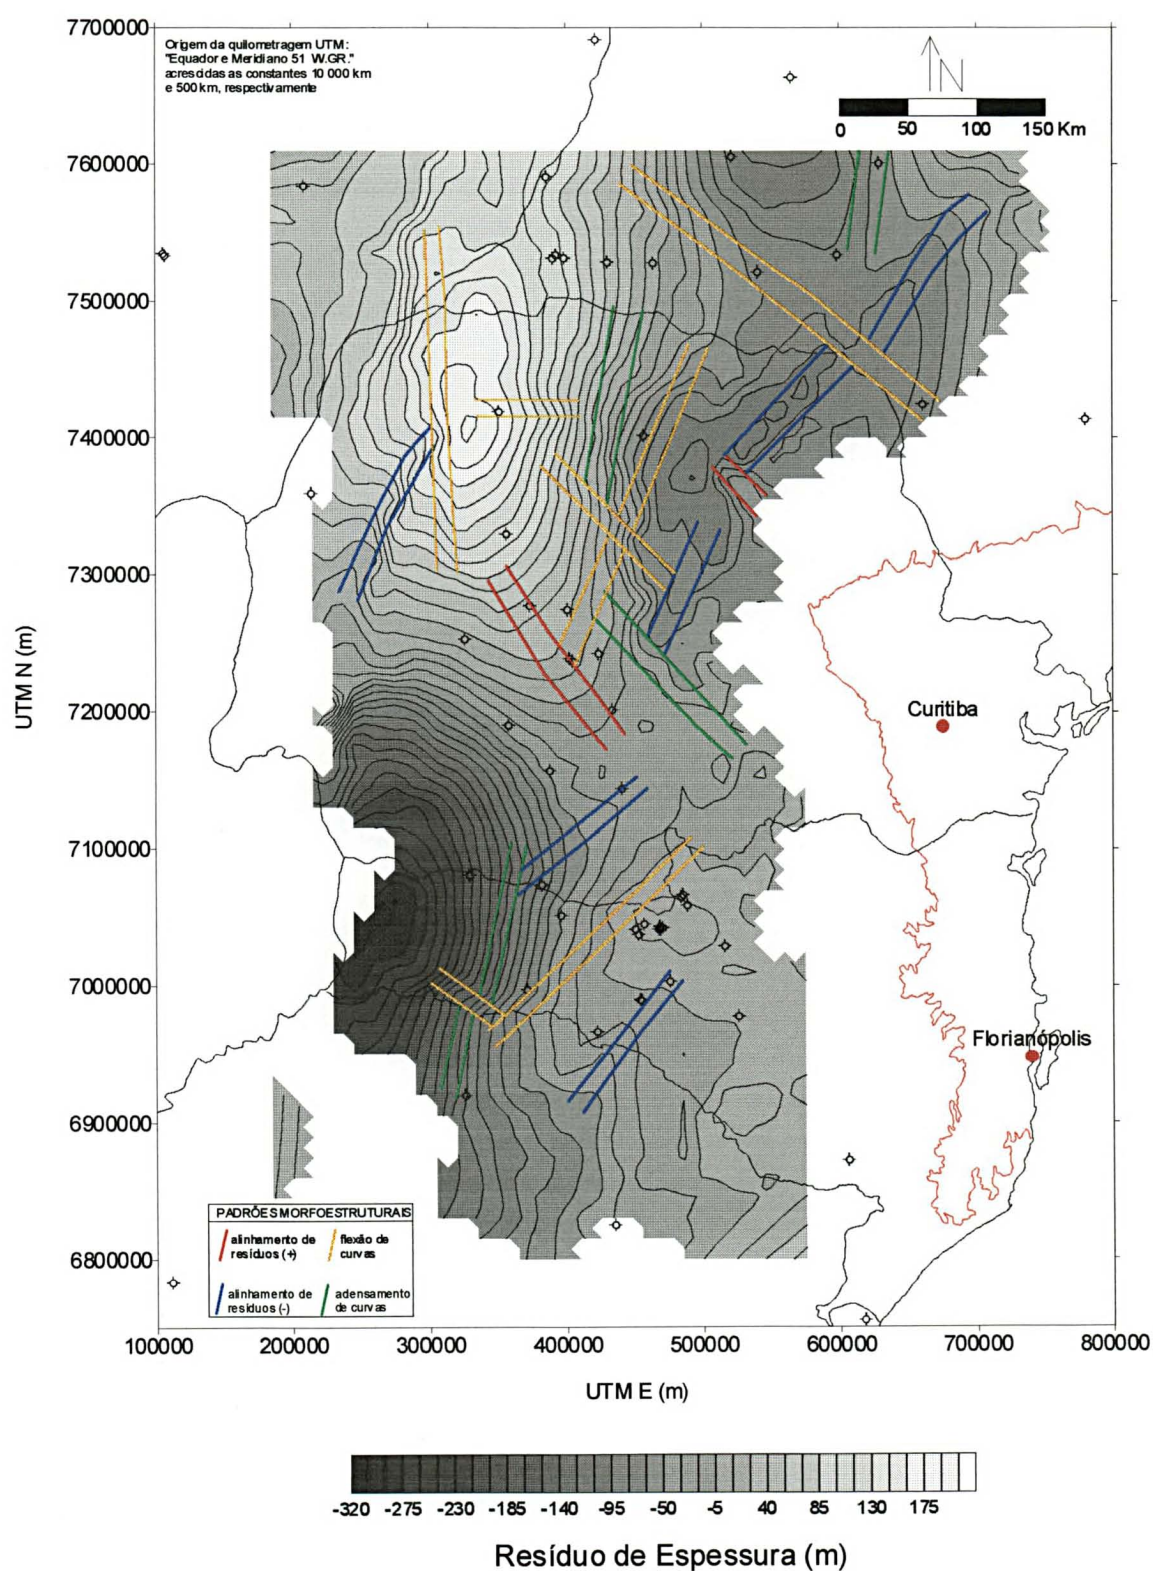 7700000
Origem da quilometragem UTM:
"Equador e Meridiano 51 W.GR."
acrescidas as constantes 10 000 km
e 500 km, respectivamente
N
0 50 100 150 Km
7600000
7500000
7400000
7300000
7200000
7100000
7000000
6900000
6800000
UTM N (m)
Curitiba
Florianópolis
PADRÕES MORFOESTRUTURAIS
alinhamento de
resíduos (+)
flexão de
curvas
alinhamento de
resíduos (-)
adensamento
de curvas
100000 200000 300000 400000 500000 600000 700000 800000
UTM E (m)
-320 -275 -230 -185 -140 -95 -50 -5 40 85 130 175
Resíduo de Espessura (m)